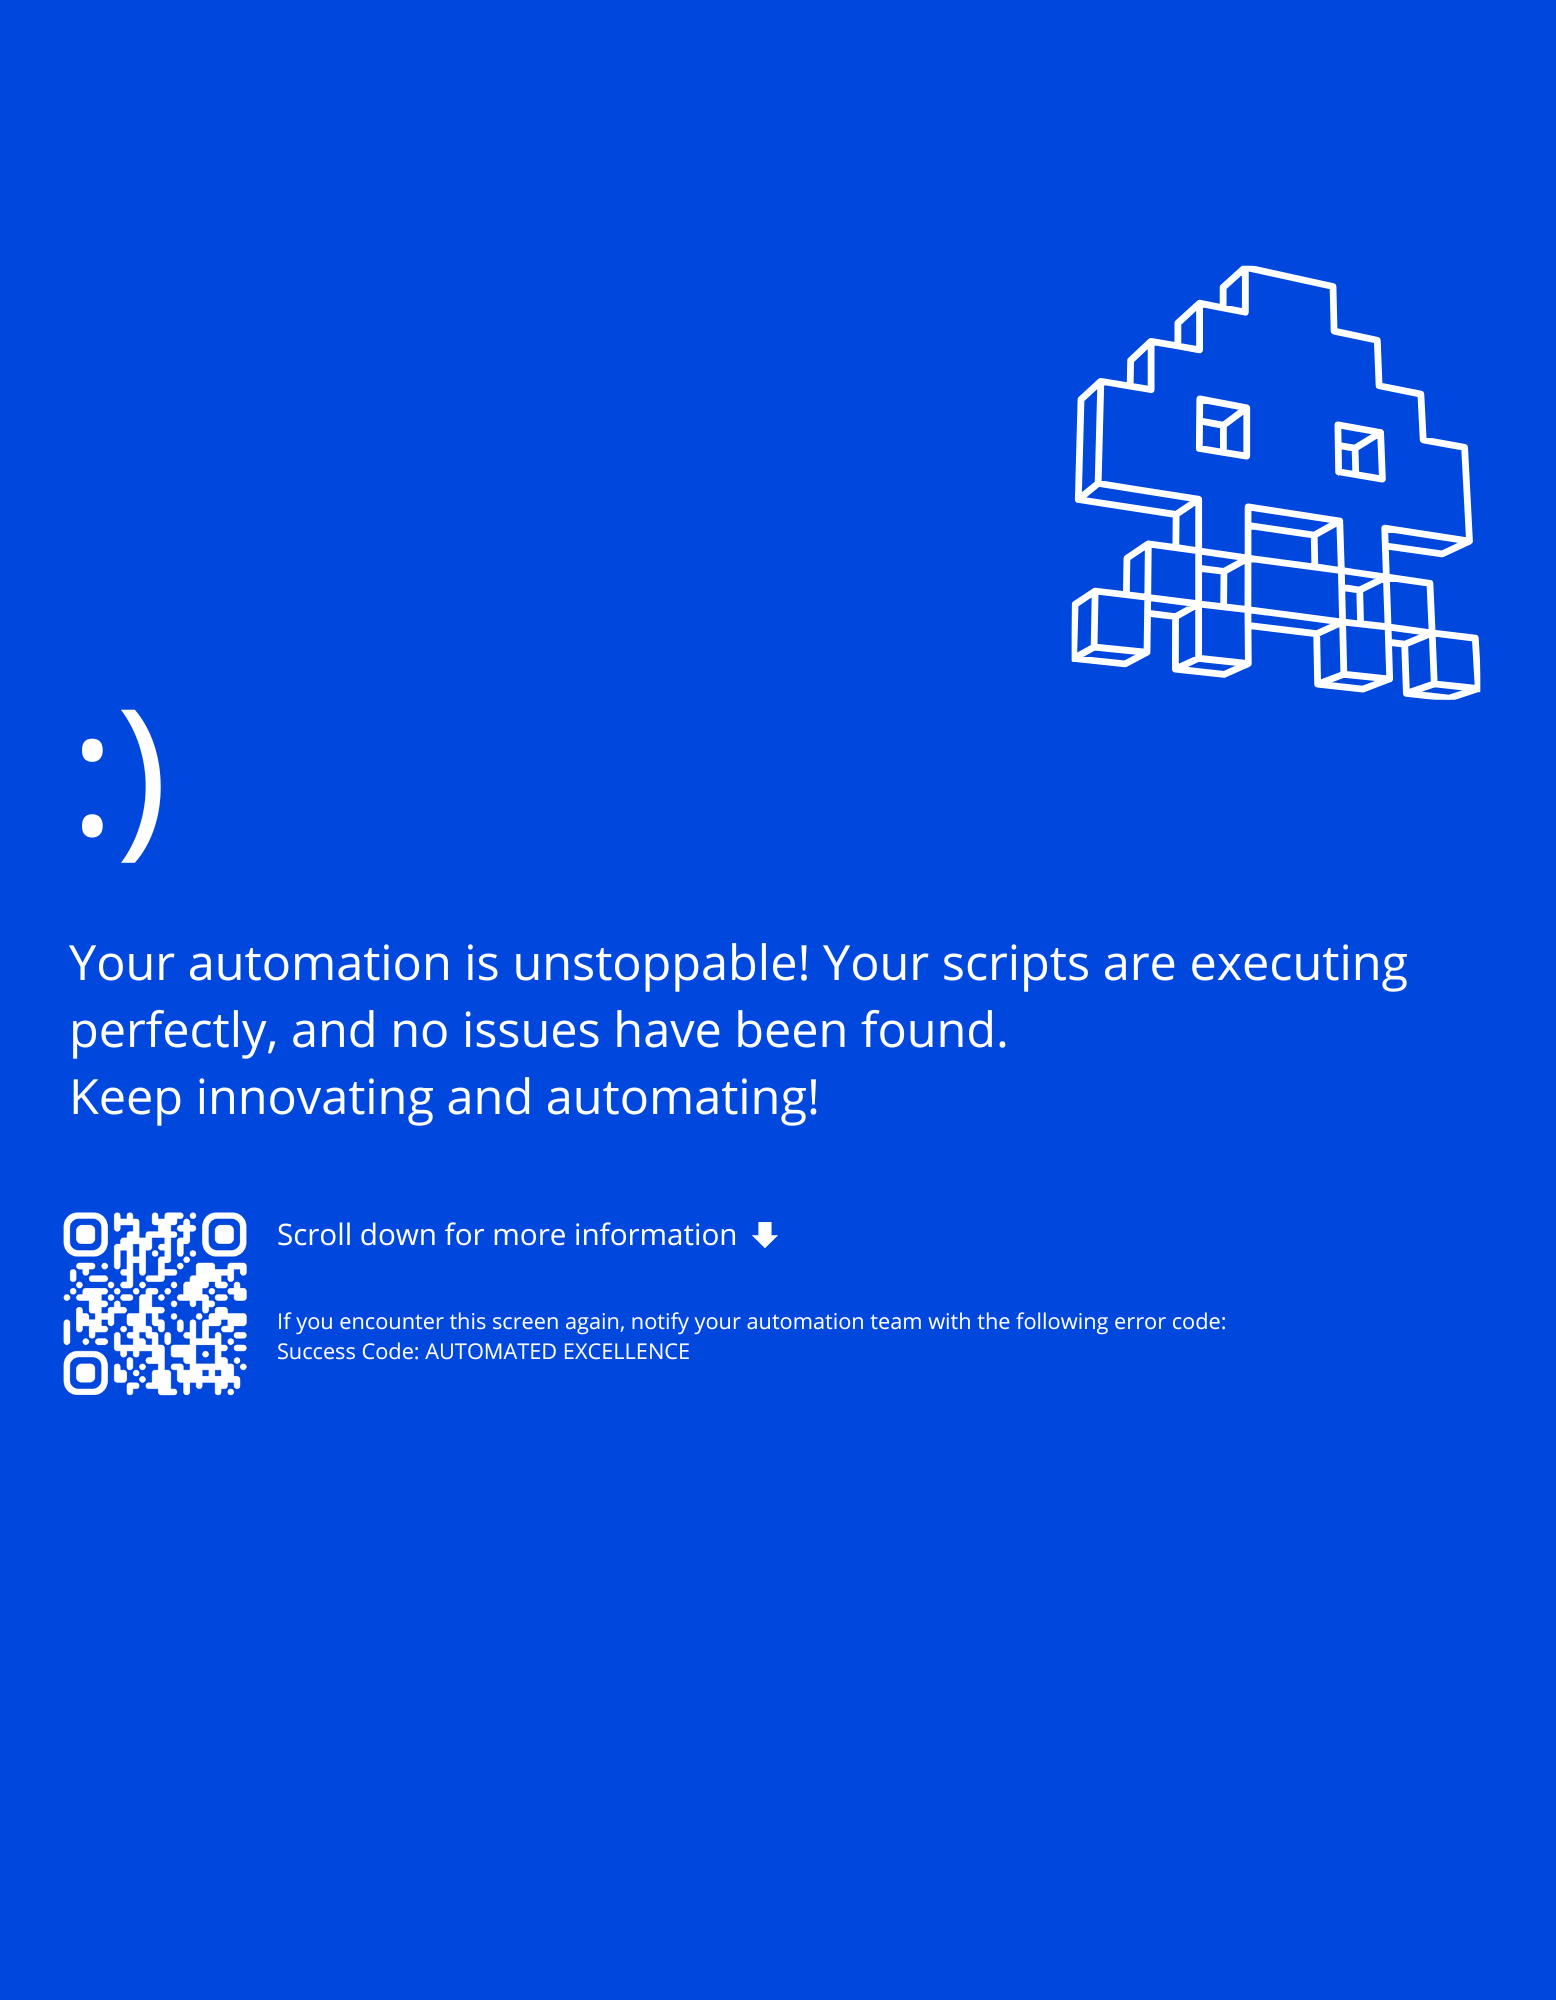 :)
Your automation is unstoppable! Your scripts are executing
perfectly, and no issues have been found.
Keep innovating and automating!
Scroll down for more information
If you encounter this screen again, notify your automation team with the following error code:
Success Code: AUTOMATED EXCELLENCE